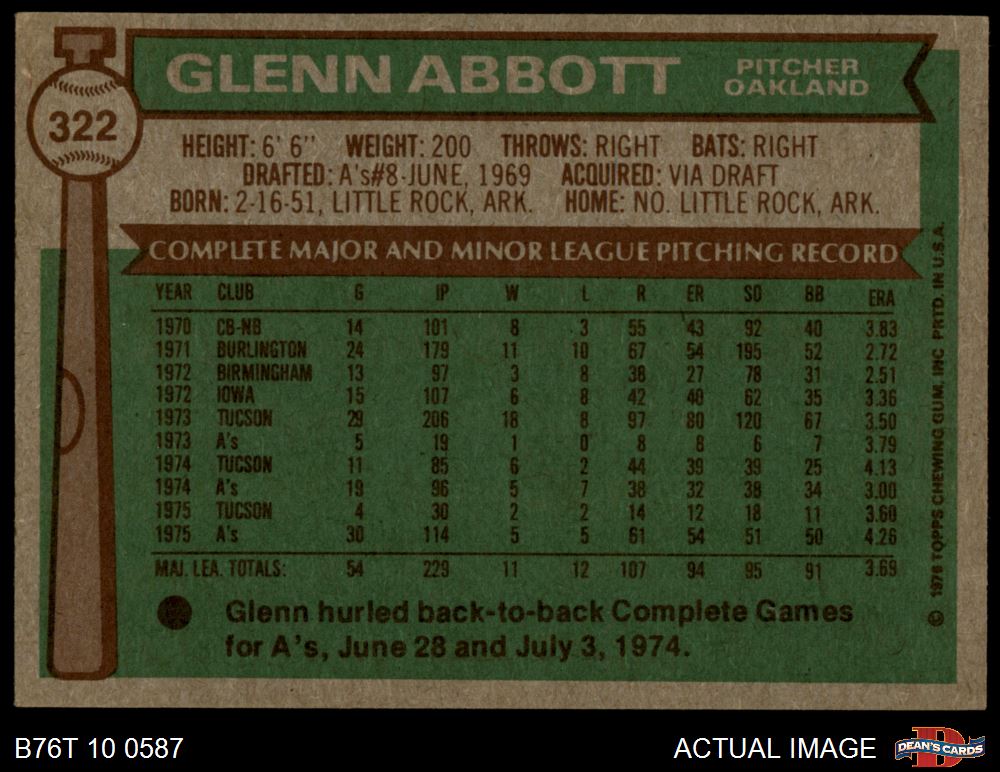 GLENN ABBOTT PITCHER OAKLAND
322
HEIGHT: 6' 6" WEIGHT: 200 THROWS: RIGHT BATS: RIGHT
DRAFTED: A's#8-JUNE, 1969 ACQUIRED: VIA DRAFT
BORN: 2-16-51, LITTLE ROCK, ARK. HOME: NO. LITTLE ROCK, ARK.
COMPLETE MAJOR AND MINOR LEAGUE PITCHING RECORD
YEAR CLUB G IP W L R ER SO BB ERA
1970 CB-NB 14 101 8 3 55 43 92 40 3.83
1971 BURLINGTON 24 179 11 10 67 54 195 52 2.72
1972 BIRMINGHAM 13 97 3 8 38 27 78 31 2.51
1972 IOWA 15 107 6 8 42 40 62 35 3.36
1973 TUCSON 29 206 18 8 97 80 120 67 3.50
1973 A's 5 19 1 0 8 8 6 7 3.79
1974 TUCSON 11 85 6 2 44 39 39 25 4.13
1974 A's 19 96 5 7 38 32 38 34 3.00
1975 TUCSON 4 30 2 2 14 12 18 11 3.60
1975 A's 30 114 5 5 61 54 51 50 4.26
MAJ. LEA. TOTALS: 54 229 11 12 107 94 95 91 3.69
Glenn hurled back-to-back Complete Games
for A's, June 28 and July 3, 1974.
© 1976 TOPPS CHEWING GUM, INC PRTD. IN U.S.A.
B76T 10 0587
ACTUAL IMAGE
D
DEAN'S CARDS